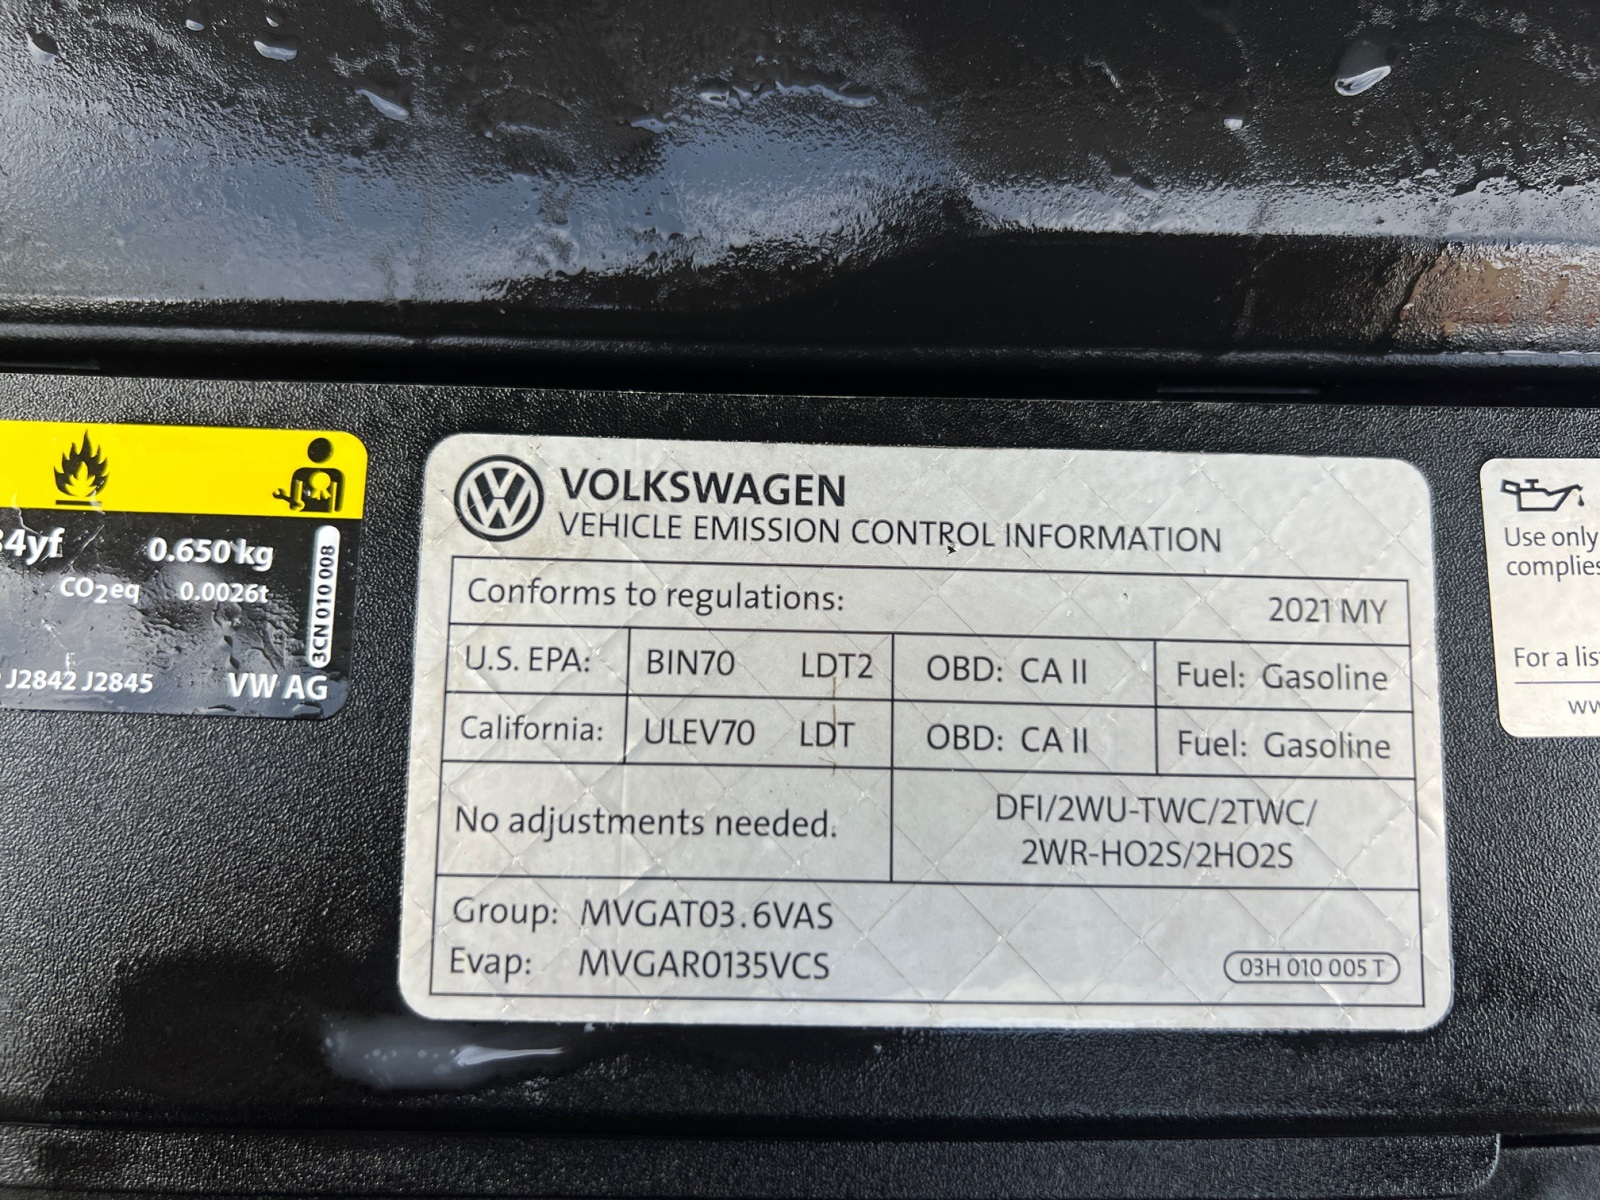 34yf 0.650 kg
CO2eq 0.0026t
3CN 010 008
J2842 J2845 VW AG
VOLKSWAGEN
VEHICLE EMISSION CONTROL INFORMATION
Conforms to regulations: 2021 MY
U.S. EPA: BIN70 LDT2 OBD: CA II Fuel: Gasoline
California: ULEV70 LDT OBD: CA II Fuel: Gasoline
No adjustments needed. DFI/2WU-TWC/2TWC/
2WR-HO2S/2HO2S
Group: MVGAT03.6VAS
Evap: MVGAR0135VCS 03H 010 005 T
Use only
complies
For a list
ww